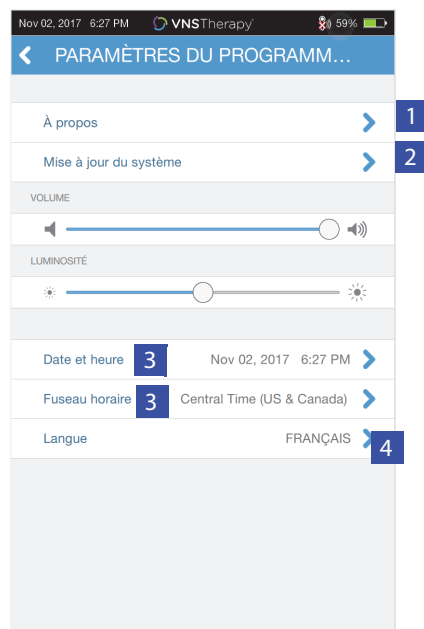 Nov 02, 2017 6:27 PM VNSTherapy 59%
PARAMÈTRES DU PROGRAMM...
À propos 1
Mise à jour du système 2
VOLUME
LUMINOSITÉ
Date et heure 3 Nov 02, 2017 6:27 PM
Fuseau horaire 3 Central Time (US & Canada)
Langue FRANÇAIS 4